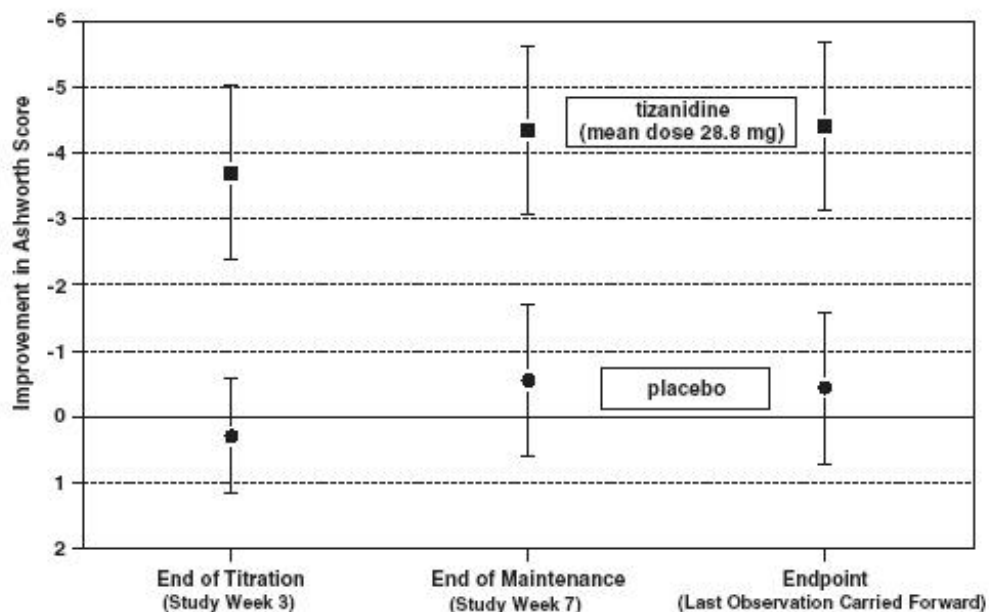 Improvement in Ashworth Score
-6
-5
-4
-3
-2
-1
0
1
2
tizanidine
(mean dose 28.8 mg)
placebo
End of Titration
(Study Week 3)
End of Maintenance
(Study Week 7)
Endpoint
(Last Observation Carried Forward)